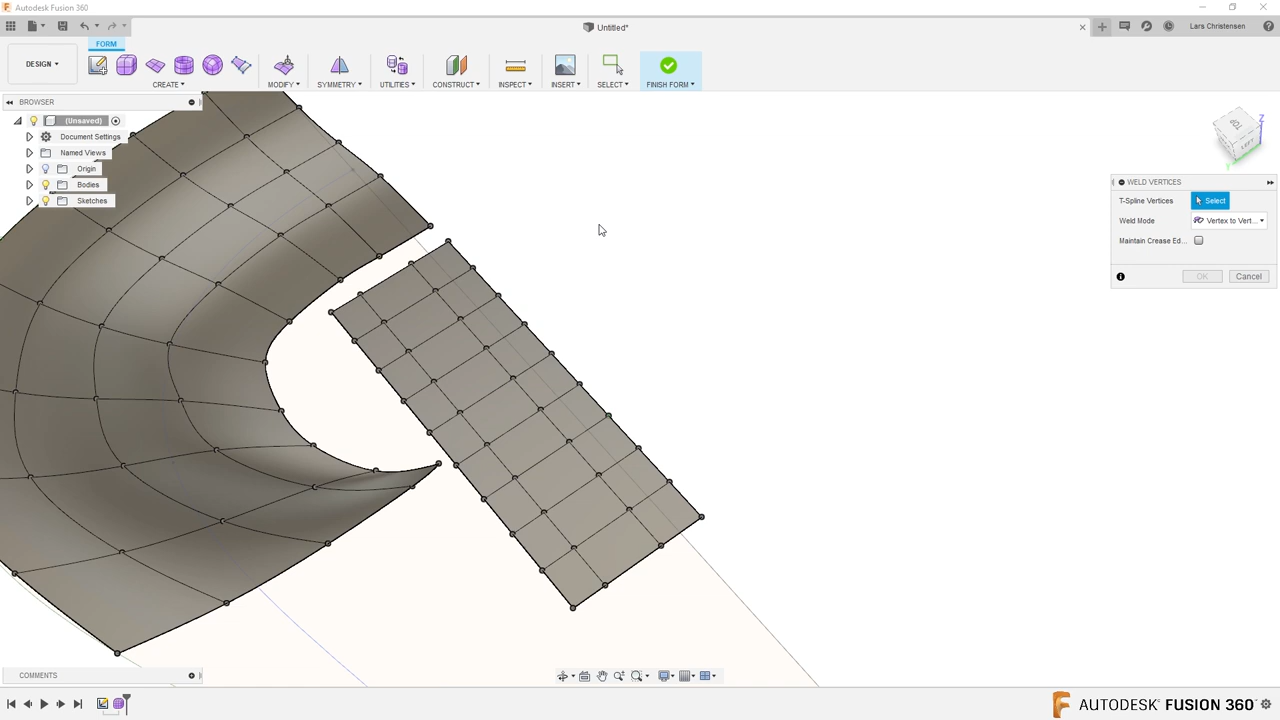 Autodesk Fusion 360
Untitled*
Lars Christensen
DESIGN
FORM
CREATE
MODIFY
SYMMETRY
UTILITIES
CONSTRUCT
INSPECT
INSERT
SELECT
FINISH FORM
BROWSER
(Unsaved)
Document Settings
Named Views
Origin
Bodies
Sketches
TOP
LEFT
Z
Y
WELD VERTICES
T-Spline Vertices
Select
Weld Mode
Vertex to Vert...
Maintain Crease Ed...
OK
Cancel
COMMENTS
AUTODESK FUSION 360